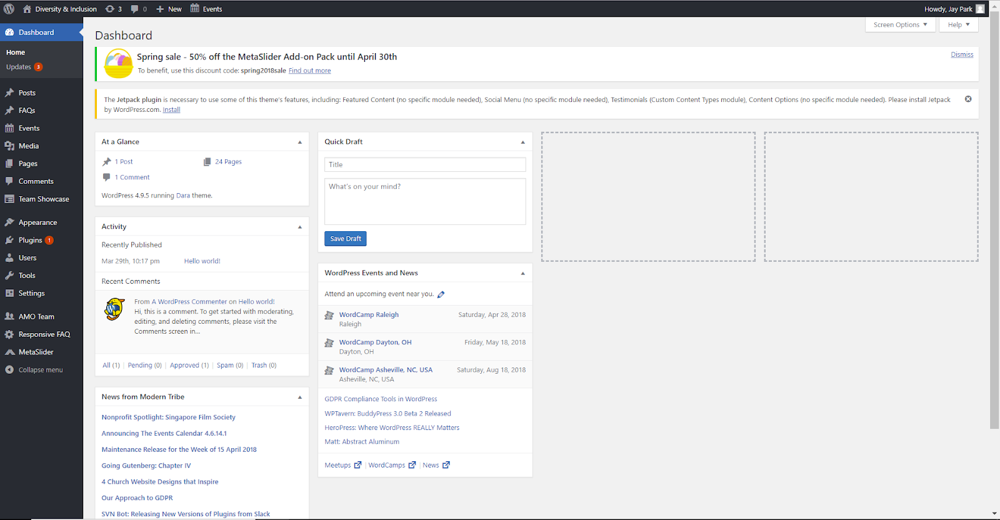 Diversity & Inclusion 3 0 New Events Howdy, Jay Park
Dashboard
Home
Updates 3
Posts
FAQs
Events
Media
Pages
Comments
Team Showcase
Appearance
Plugins 1
Users
Tools
Settings
AMO Team
Responsive FAQ
MetaSlider
Collapse menu
Screen Options Help
Dashboard
Spring sale - 50% off the MetaSlider Add-on Pack until April 30th
To benefit, use this discount code: spring2018sale Find out more
Dismiss
The Jetpack plugin is necessary to use some of this theme's features, including: Featured Content (no specific module needed), Social Menu (no specific module needed), Testimonials (Custom Content Types module), Content Options (no specific module needed). Please install Jetpack
by WordPress.com. Install
At a Glance
1 Post 24 Pages
1 Comment
WordPress 4.9.5 running Dara theme.
Activity
Recently Published
Mar 29th, 10:17 pm Hello world!
Recent Comments
From A WordPress Commenter on Hello world!
Hi, this is a comment. To get started with moderating,
editing, and deleting comments, please visit the
Comments screen in...
All (1) | Pending (0) | Approved (1) | Spam (0) | Trash (0)
News from Modern Tribe
Nonprofit Spotlight: Singapore Film Society
Announcing The Events Calendar 4.6.14.1
Maintenance Release for the Week of 15 April 2018
Going Gutenberg: Chapter IV
4 Church Website Designs that Inspire
Our Approach to GDPR
SVN Bot: Releasing New Versions of Plugins from Slack
Quick Draft
Title
What's on your mind?
Save Draft
WordPress Events and News
Attend an upcoming event near you.
WordCamp Raleigh Saturday, Apr 28, 2018
Raleigh
WordCamp Dayton, OH Friday, May 18, 2018
Dayton, OH
WordCamp Asheville, NC, USA Saturday, Aug 18, 2018
Asheville, NC, USA
GDPR Compliance Tools in WordPress
WPTavern: BuddyPress 3.0 Beta 2 Released
HeroPress: Where WordPress REALLY Matters
Matt: Abstract Aluminum
Meetups | WordCamps | News